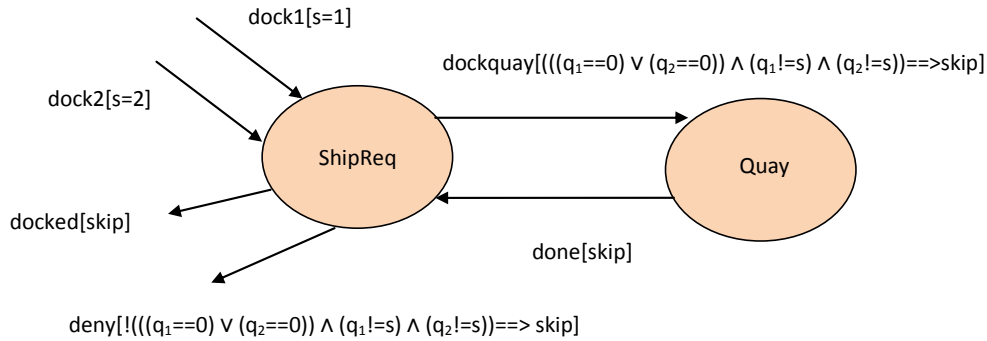 dock1[s=1]
dockquay[(((q₁==0) ∨ (q₂==0)) ∧ (q₁!=s) ∧ (q₂!=s))==>skip]
dock2[s=2]
ShipReq
Quay
docked[skip]
done[skip]
deny[!(((q₁==0) ∨ (q₂==0)) ∧ (q₁!=s) ∧ (q₂!=s))==> skip]